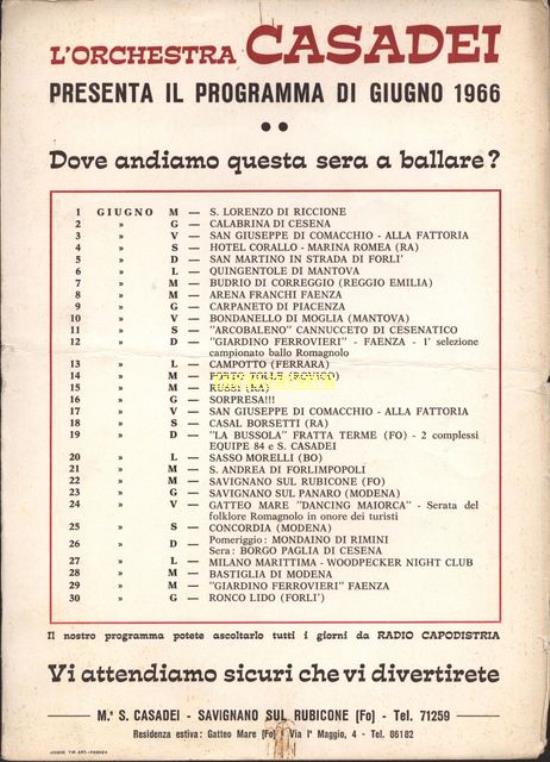 L'ORCHESTRA CASADEI
PRESENTA IL PROGRAMMA DI GIUGNO 1966
Dove andiamo questa sera a ballare?
1 GIUGNO M — S. LORENZO DI RICCIONE
2 » G — CALABRINA DI CESENA
3 » V — SAN GIUSEPPE DI COMACCHIO - ALLA FATTORIA
4 » S — HOTEL CORALLO - MARINA ROMEA (RA)
5 » D — SAN MARTINO IN STRADA DI FORLI'
6 » L — QUINGENTOLE DI MANTOVA
7 » M — BUDRIO DI CORREGGIO (REGGIO EMILIA)
8 » M — ARENA FRANCHI FAENZA
9 » G — CARPANETO DI PIACENZA
10 » V — BONDANELLO DI MOGLIA (MANTOVA)
11 » S — "ARCOBALENO" CANNUCCETO DI CESENATICO
12 » D — "GIARDINO FERROVIERI" - FAENZA - 1ª selezione
campionato ballo Romagnolo
13 » L — CAMPOTTO (FERRARA)
14 » M — PORTO TOLLE (ROVIGO)
15 » M — RUSSI (RA)
16 » G — SORPRESA!!!
17 » V — SAN GIUSEPPE DI COMACCHIO - ALLA FATTORIA
18 » S — CASAL BORSETTI (RA)
19 » D — "LA BUSSOLA" FRATTA TERME (FO) - 2 complessi
EQUIPE 84 e S. CASADEI
20 » L — SASSO MORELLI (BO)
21 » M — S. ANDREA DI FORLIMPOPOLI
22 » M — SAVIGNANO SUL RUBICONE (FO)
23 » G — SAVIGNANO SUL PANARO (MODENA)
24 » V — GATTEO MARE "DANCING MAIORCA" - Serata del
folklore Romagnolo in onore dei turisti
25 » S — CONCORDIA (MODENA)
26 » D — Pomeriggio: MONDAINO DI RIMINI
Sera: BORGO PAGLIA DI CESENA
27 » L — MILANO MARITTIMA - WOODPECKER NIGHT CLUB
28 » M — BASTIGLIA DI MODENA
29 » M — "GIARDINO FERROVIERI" FAENZA
30 » G — RONCO LIDO (FORLI')
Il nostro programma potete ascoltarlo tutti i giorni da RADIO CAPODISTRIA
Vi attendiamo sicuri che vi divertirete
M.º S. CASADEI - SAVIGNANO SUL RUBICONE [Fo] - Tel. 71259
Residenza estiva: Gatteo Mare [Fo] Via Iº Maggio, 4 - Tel. 86182